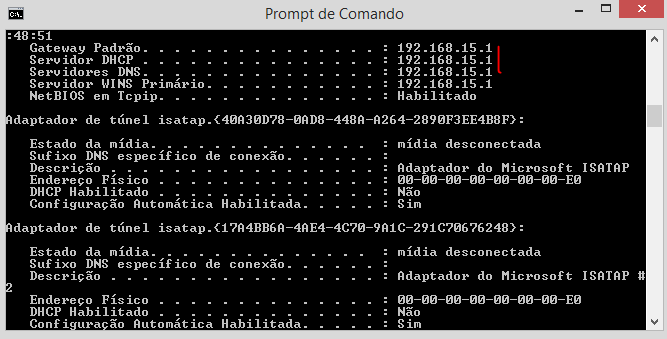 Prompt de Comando
:48:51
Gateway Padrão. . . . . . . . . . . . . . . : 192.168.15.1
Servidor DHCP . . . . . . . . . . . . . . . : 192.168.15.1
Servidores DNS. . . . . . . . . . . . . . . : 192.168.15.1
Servidor WINS Primário. . . . . . . . . . . : 192.168.15.1
NetBIOS em Tcpip. . . . . . . . . . . . . . : Habilitado
Adaptador de túnel isatap.{40A30D78-0AD8-448A-A264-2890F3EE4B8F}:
Estado da mídia. . . . . . . . . . . . . .  : mídia desconectada
Sufixo DNS específico de conexão. . . . . . :
Descrição . . . . . . . . . . . . . . . . . : Adaptador do Microsoft ISATAP
Endereço Físico . . . . . . . . . . . . . . : 00-00-00-00-00-00-00-E0
DHCP Habilitado . . . . . . . . . . . . . . : Não
Configuração Automática Habilitada. . . . . : Sim
Adaptador de túnel isatap.{17A4BB6A-4AE4-4C70-9A1C-291C70676248}:
Estado da mídia. . . . . . . . . . . . . .  : mídia desconectada
Sufixo DNS específico de conexão. . . . . . :
Descrição . . . . . . . . . . . . . . . . . : Adaptador do Microsoft ISATAP #
2
Endereço Físico . . . . . . . . . . . . . . : 00-00-00-00-00-00-00-E0
DHCP Habilitado . . . . . . . . . . . . . . : Não
Configuração Automática Habilitada. . . . . : Sim